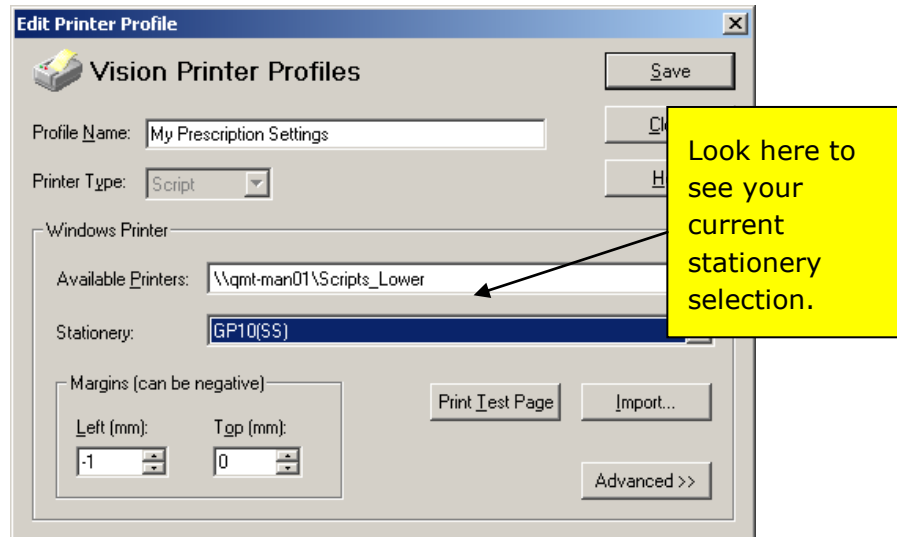 Edit Printer Profile
Vision Printer Profiles
Save
Profile Name: My Prescription Settings
Cl
Printer Type: Script
H
Look here to
see your
current
stationery
selection.
Windows Printer
Available Printers: \\qmt-man01\Scripts_Lower
Stationery: GP10(SS)
Margins (can be negative)
Left (mm): Top (mm):
-1 0
Print Test Page Import...
Advanced >>